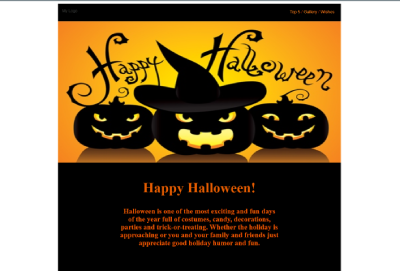 Top 5 | Gallery | Wishes
Happy Halloween
Happy Halloween!
Halloween is one of the most exciting and fun days
of the year full of costumes, candy, decorations,
parties and trick-or-treating. Whether the holiday is
approaching or you and your family and friends just
appreciate good holiday humor and fun.